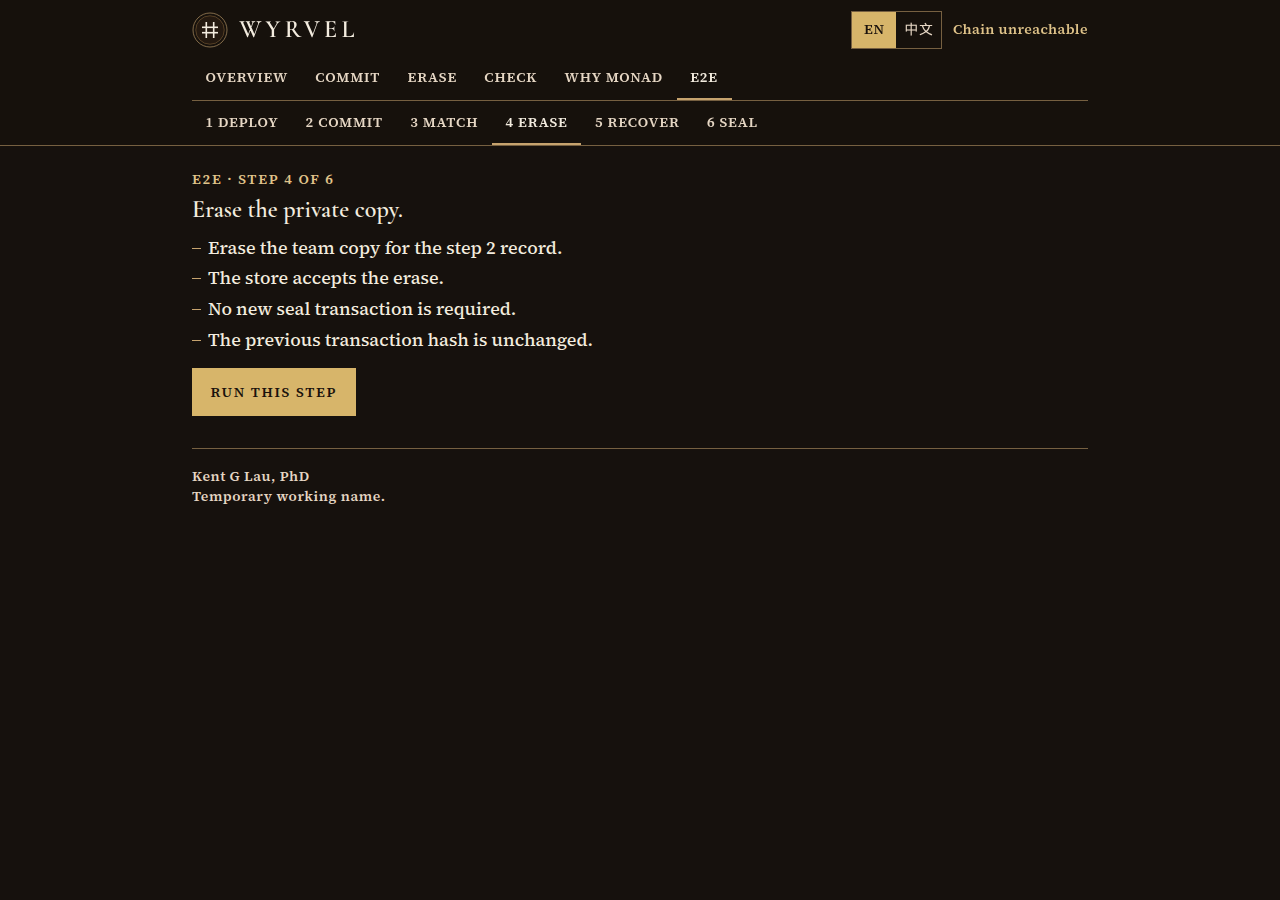 WYRVEL
EN 中文 Chain unreachable
OVERVIEW COMMIT ERASE CHECK WHY MONAD E2E
1 DEPLOY 2 COMMIT 3 MATCH 4 ERASE 5 RECOVER 6 SEAL
E2E · STEP 4 OF 6
Erase the private copy.
– Erase the team copy for the step 2 record.
– The store accepts the erase.
– No new seal transaction is required.
– The previous transaction hash is unchanged.
RUN THIS STEP
Kent G Lau, PhD
Temporary working name.